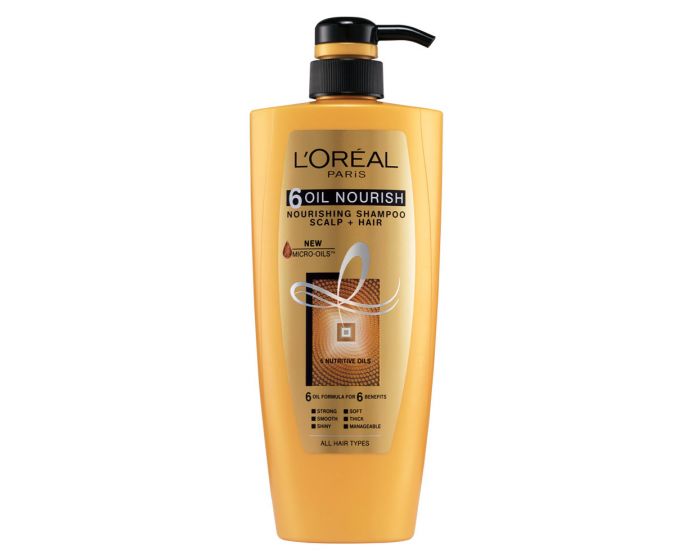 L'ORÉAL
PARIS
6 OIL NOURISH
NOURISHING SHAMPOO
SCALP + HAIR
NEW
MICRO-OILS™
6 NUTRITIVE OILS
6 OIL FORMULA FOR 6 BENEFITS
STRONG SOFT
SMOOTH THICK
SHINY MANAGEABLE
ALL HAIR TYPES